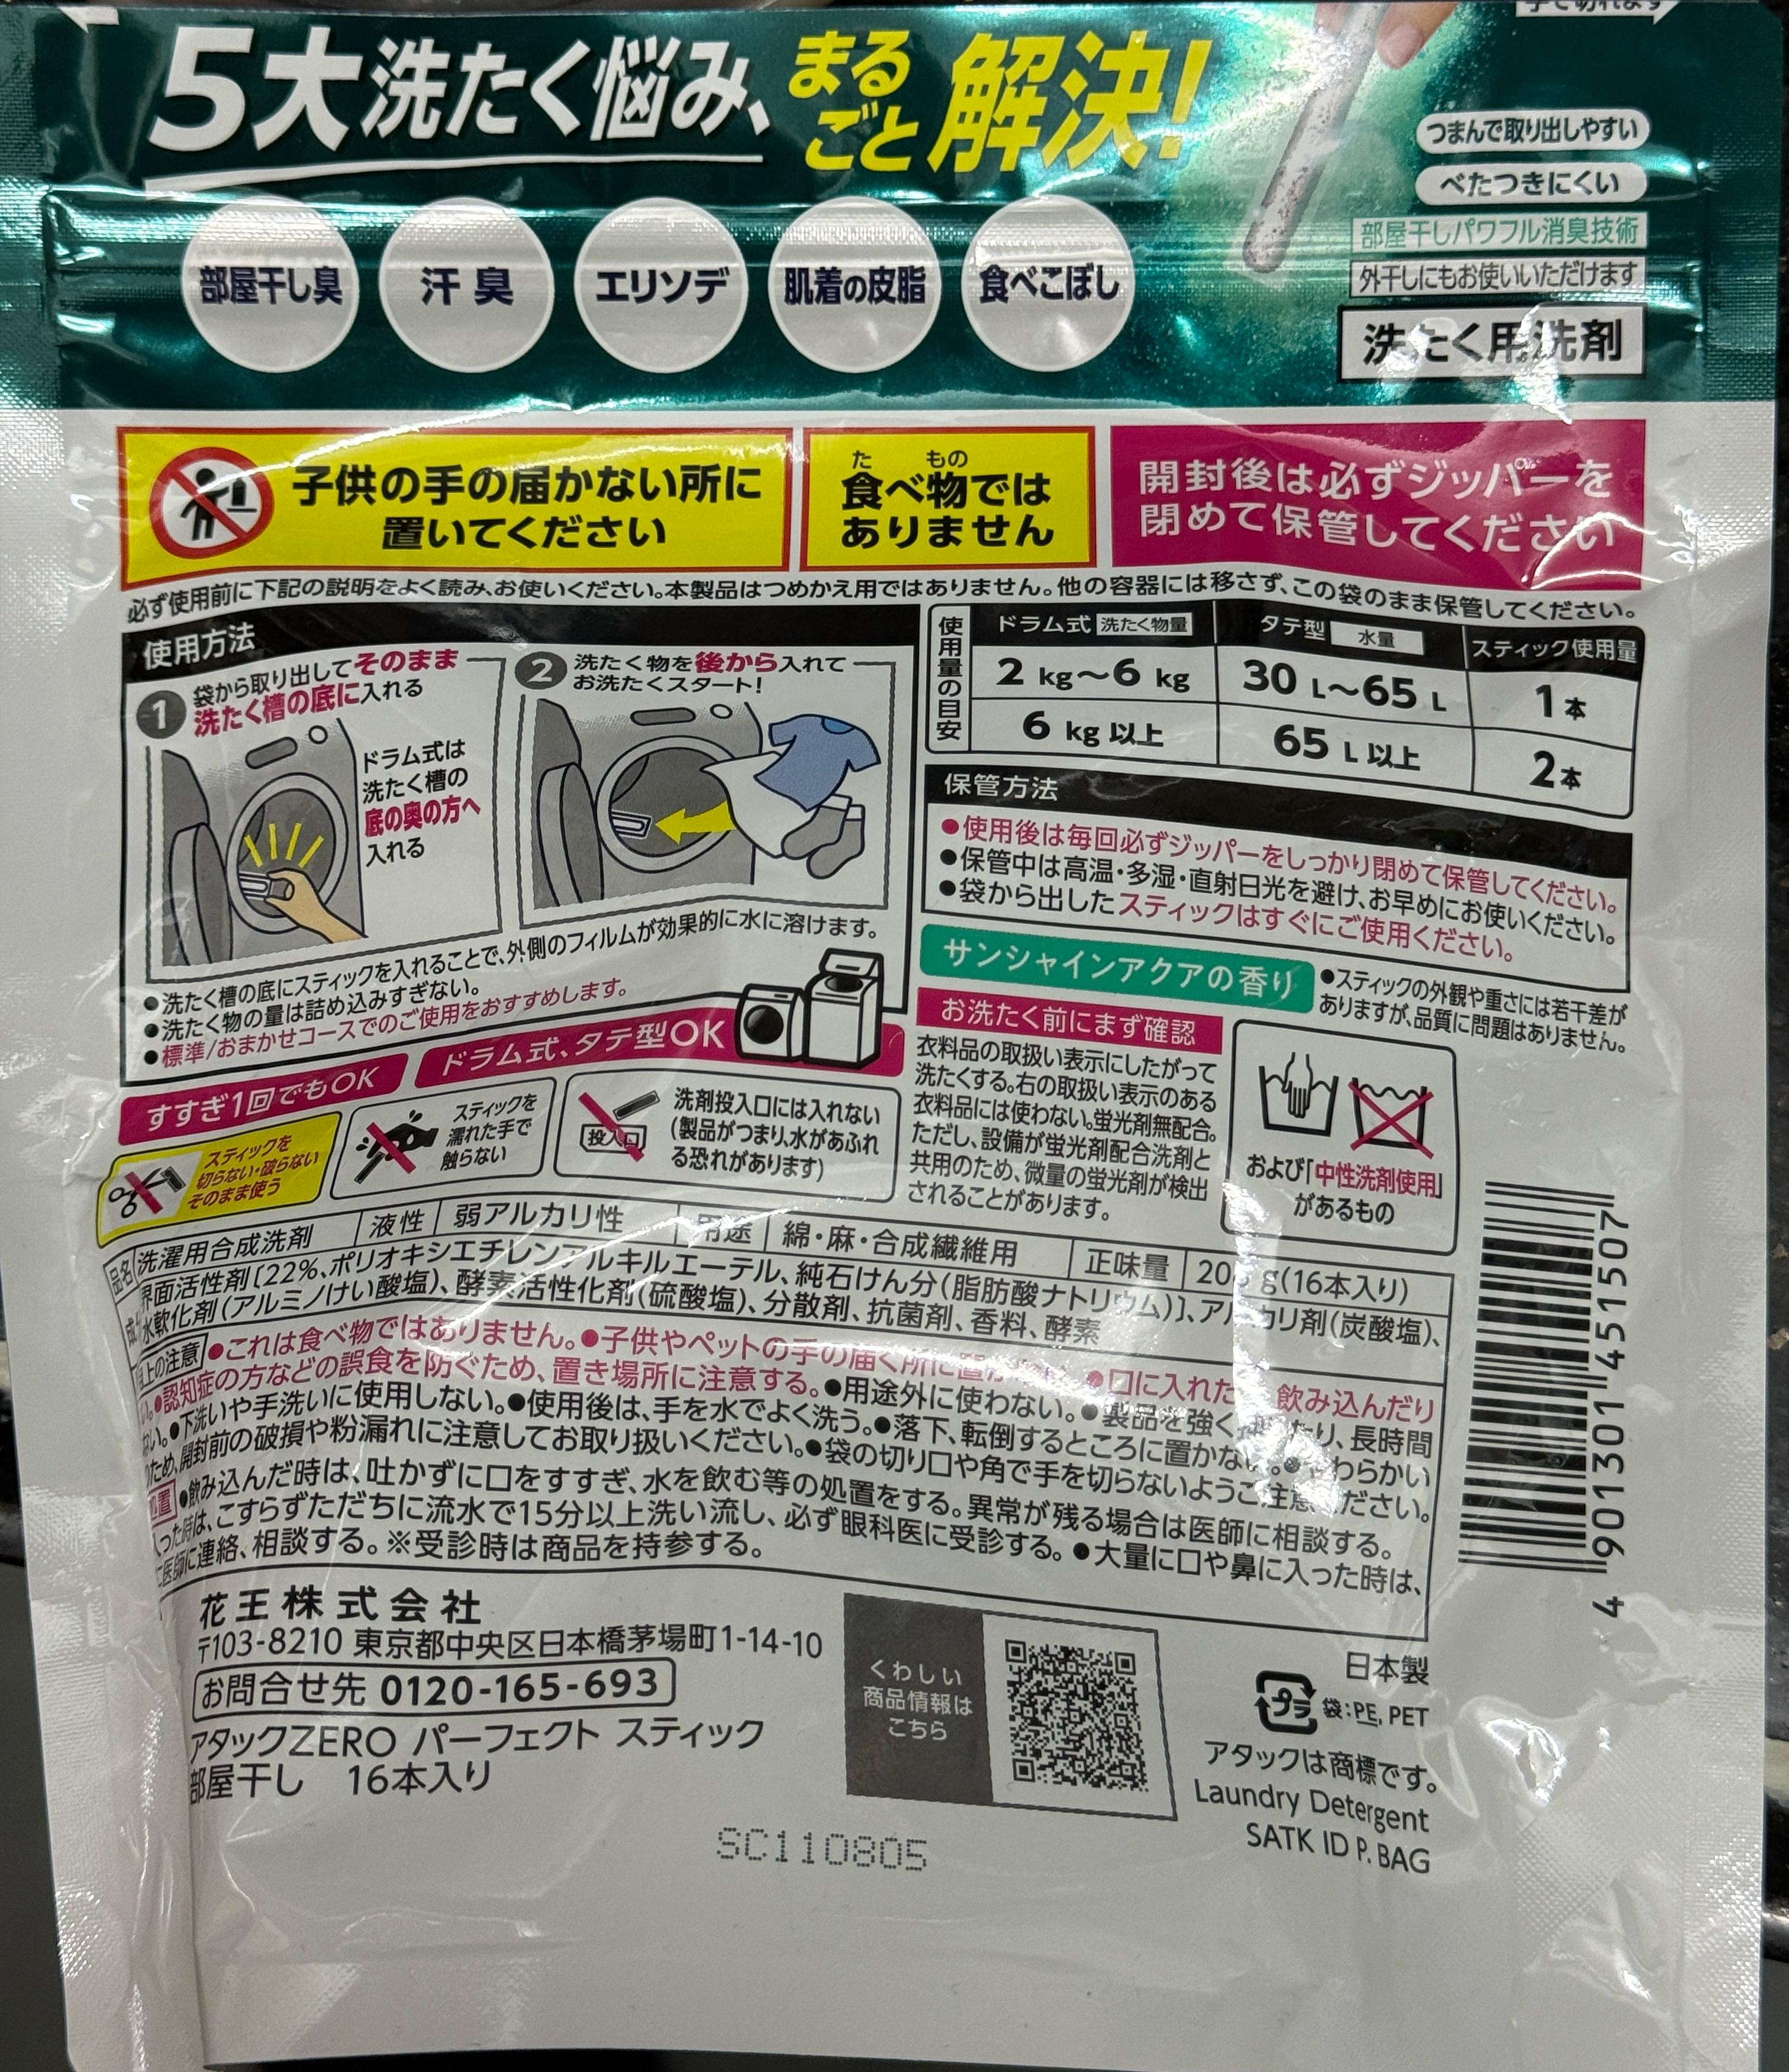 5大洗たく悩み、まるごと解決!
つまんで取り出しやすい
べたつきにくい
部屋干しパワフル消臭技術
外干しにもお使いいただけます
洗たく用洗剤
部屋干し臭
汗臭
エリソデ
肌着の皮脂
食べこぼし
子供の手の届かない所に
置いてください
た もの
食べ物では
ありません
開封後は必ずジッパーを
閉めて保管してください
必ず使用前に下記の説明をよく読み、お使いください。本製品はつめかえ用ではありません。他の容器には移さず、この袋のまま保管してください。
使用方法
1 袋から取り出してそのまま
洗たく槽の底に入れる
ドラム式は
洗たく槽の
底の奥の方へ
入れる
2 洗たく物を後から入れて
お洗たくスタート!
●洗たく槽の底にスティックを入れることで、外側のフィルムが効果的に水に溶けます。
●洗たく物の量は詰め込みすぎない。
●標準/おまかせコースでのご使用をおすすめします。
すすぎ1回でもOK
ドラム式、タテ型OK
スティックを
切らない・破らない
そのまま使う
スティックを
濡れた手で
触らない
投入口
洗剤投入口には入れない
(製品がつまり、水があふれ
る恐れがあります)
使用量の目安
ドラム式 洗たく物量 タテ型 水量 スティック使用量
2 kg～6 kg 30 L～65 L 1本
6 kg 以上 65 L 以上 2本
保管方法
●使用後は毎回必ずジッパーをしっかり閉めて保管してください。
●保管中は高温・多湿・直射日光を避け、お早めにお使いください。
●袋から出したスティックはすぐにご使用ください。
サンシャインアクアの香り
●スティックの外観や重さには若干差が
ありますが、品質に問題はありません。
お洗たく前にまず確認
衣料品の取扱い表示にしたがって
洗たくする。右の取扱い表示のある
衣料品には使わない。蛍光剤無配合。
ただし、設備が蛍光剤配合洗剤と
共用のため、微量の蛍光剤が検出
されることがあります。
および「中性洗剤使用」
があるもの
品名 洗濯用合成洗剤 液性 弱アルカリ性 用途 綿・麻・合成繊維用 正味量 g(16本入り)
界面活性剤[22%、ポリオキシエチレンアルキルエーテル、純石けん分(脂肪酸ナトリウム)]、アルカリ剤(炭酸塩)、
水軟化剤(アルミノけい酸塩)、酵素活性化剤(硫酸塩)、分散剤、抗菌剤、香料、酵素
上の注意 ●これは食べ物ではありません。●子供やペットの手の届く所に置か ●口に入れた 飲み込んだり
い。●認知症の方などの誤食を防ぐため、置き場所に注意する。●用途外に使わない。●製品を強く たり、長時間
ない。●下洗いや手洗いに使用しない。●使用後は、手を水でよく洗う。●落下、転倒するところに置かない。●やわらかい
ため、開封前の破損や粉漏れに注意してお取り扱いください。●袋の切り口や角で手を切らないようご注意ください。
処置 ●飲み込んだ時は、吐かずに口をすすぎ、水を飲む等の処置をする。異常が残る場合は医師に相談する。
入った時は、こすらずただちに流水で15分以上洗い流し、必ず眼科医に受診する。●大量に口や鼻に入った時は、
に医師に連絡、相談する。※受診時は商品を持参する。
花王株式会社
〒103-8210 東京都中央区日本橋茅場町1-14-10
お問合せ先 0120-165-693
アタックZERO パーフェクト スティック
部屋干し 16本入り
くわしい
商品情報は
こちら
日本製
プラ 袋:PE, PET
アタックは商標です。
Laundry Detergent
SATK ID P. BAG
4 901301 451507
SC110805